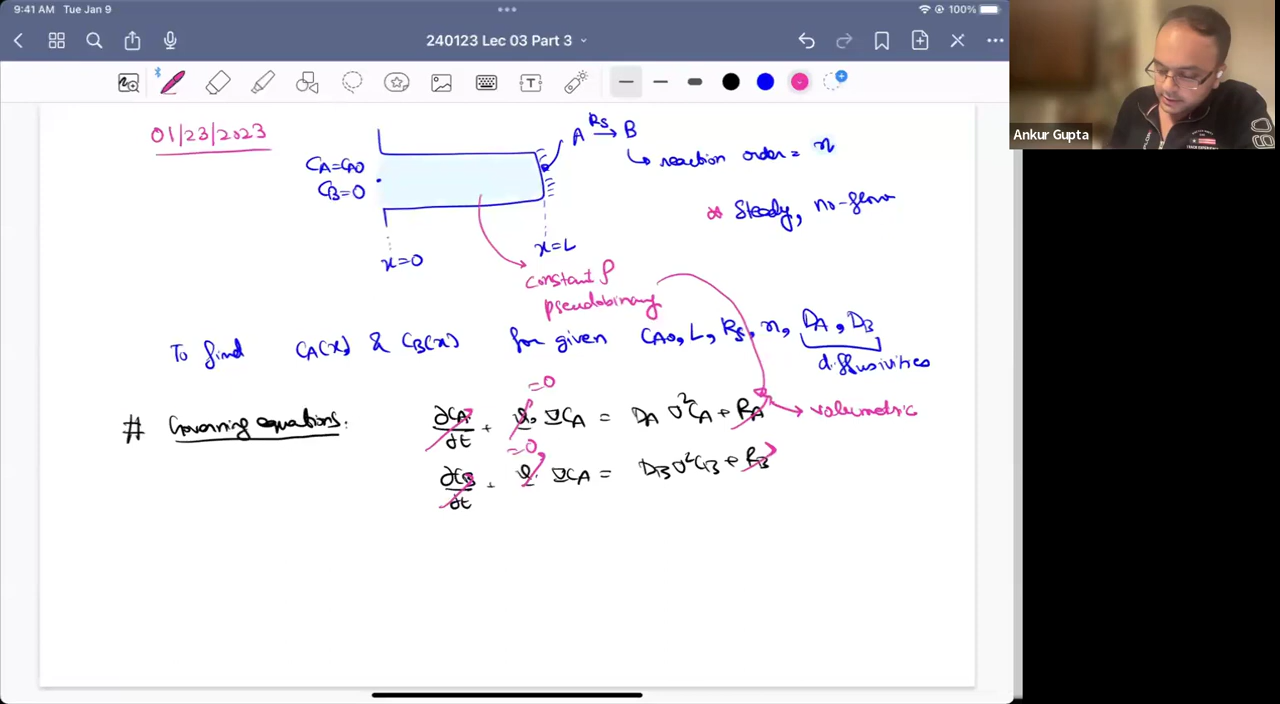 9:41 AM Tue Jan 9
100%
240123 Lec 03 Part 3
Ankur Gupta
01/23/2023
A Rs→ B
CA=CA0
CB=0
reaction order = n
* Steady, no-flow
x=0
x=L
constant ρ
pseudobinary
To find CA(x) & CB(x) for given CA0, L, Rs, n, DA, DB
diffusivities
=0
# Governing equations: ∂CA/∂t + v. ∇CA = DA ∇²CA + RA → volumetric
=0
∂CB/∂t + v. ∇CA = DB ∇²CB + RB